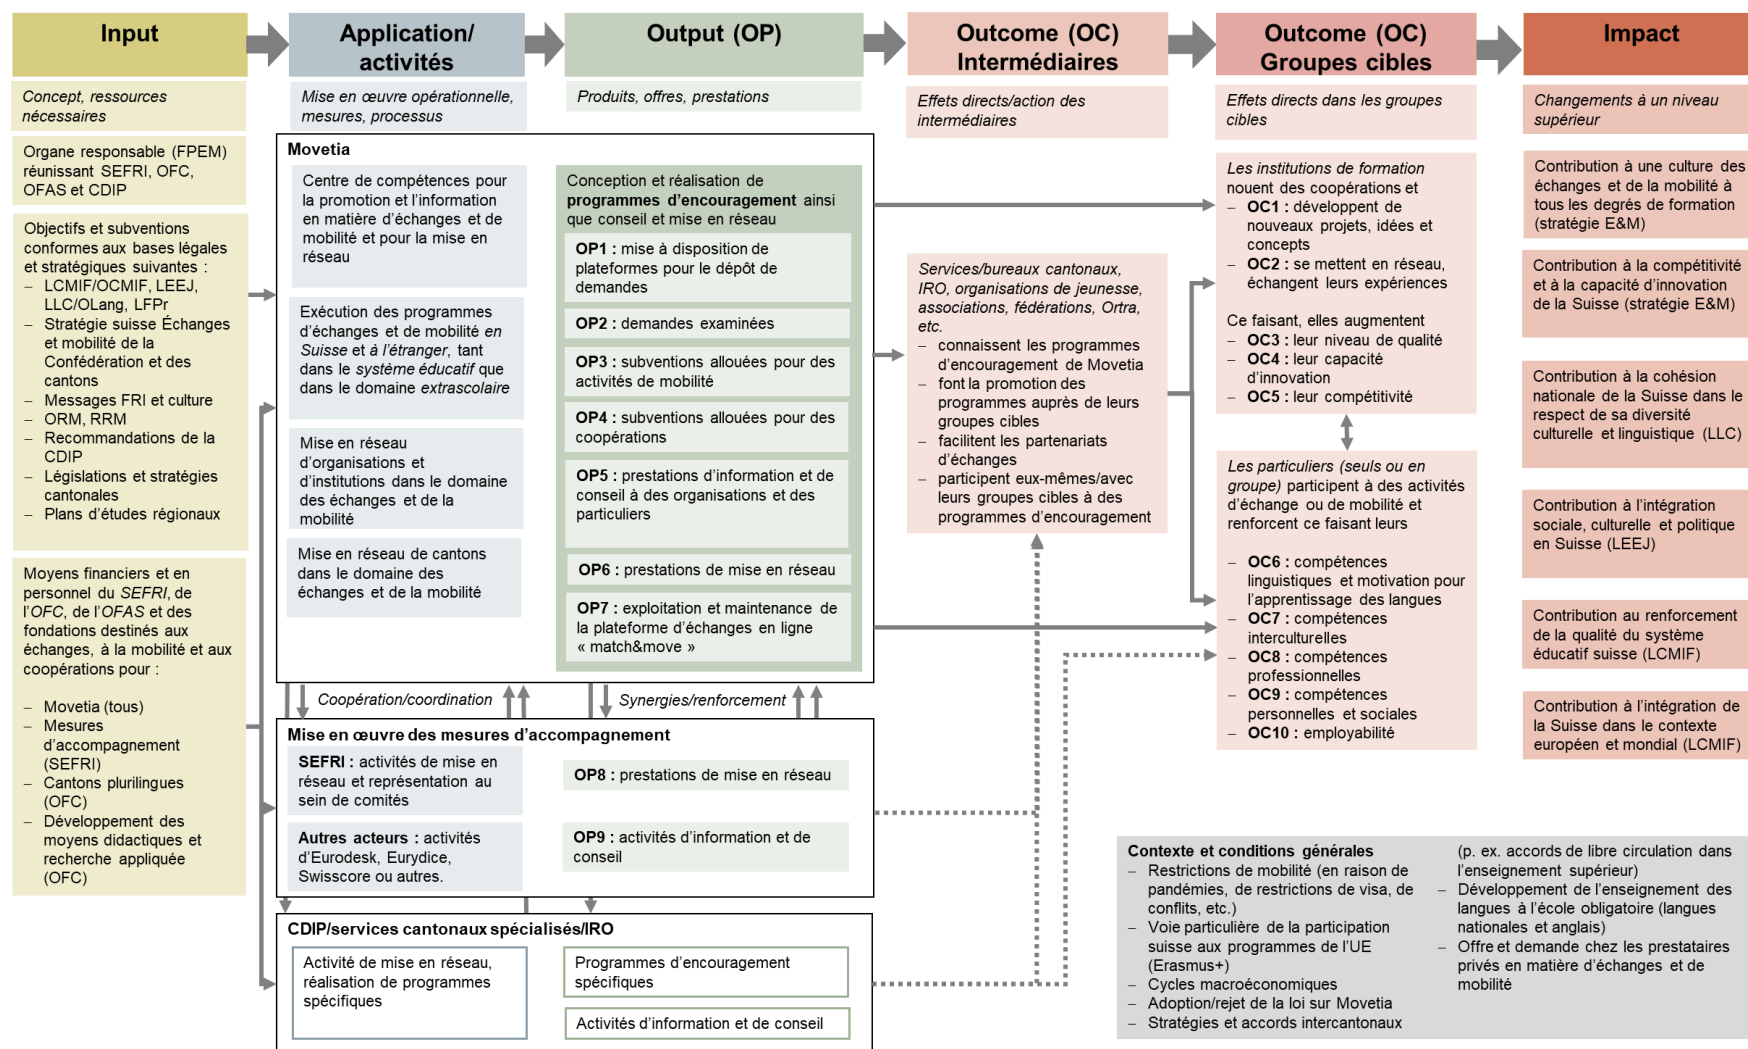 Input
Application/
activités
Output (OP)
Outcome (OC)
Intermédiaires
Outcome (OC)
Groupes cibles
Impact
Concept, ressources
nécessaires
Mise en œuvre opérationnelle,
mesures, processus
Produits, offres, prestations
Effets directs/action des
intermédiaires
Effets directs dans les groupes
cibles
Changements à un niveau
supérieur
Organe responsable (FPEM)
réunissant SEFRI, OFC,
OFAS et CDIP
Objectifs et subventions
conformes aux bases légales
et stratégiques suivantes :
– LCMIF/OCMIF, LEEJ,
LLC/OLang, LFPr
– Stratégie suisse Échanges
et mobilité de la
Confédération et des
cantons
– Messages FRI et culture
– ORM, RRM
– Recommandations de la
CDIP
– Législations et stratégies
cantonales
– Plans d’études régionaux
Moyens financiers et en
personnel du SEFRI, de
l’OFC, de l’OFAS et des
fondations destinés aux
échanges, à la mobilité et aux
coopérations pour :
– Movetia (tous)
– Mesures
d’accompagnement
(SEFRI)
– Cantons plurilingues
(OFC)
– Développement des
moyens didactiques et
recherche appliquée
(OFC)
Movetia
Centre de compétences pour
la promotion et l’information
en matière d’échanges et de
mobilité et pour la mise en
réseau
Exécution des programmes
d’échanges et de mobilité en
Suisse et à l’étranger, tant
dans le système éducatif que
dans le domaine extrascolaire
Mise en réseau
d’organisations et
d’institutions dans le domaine
des échanges et de la
mobilité
Mise en réseau de cantons
dans le domaine des
échanges et de la mobilité
Conception et réalisation de
programmes d’encouragement ainsi
que conseil et mise en réseau
OP1 : mise à disposition de
plateformes pour le dépôt de
demandes
OP2 : demandes examinées
OP3 : subventions allouées pour des
activités de mobilité
OP4 : subventions allouées pour des
coopérations
OP5 : prestations d’information et de
conseil à des organisations et des
particuliers
OP6 : prestations de mise en réseau
OP7 : exploitation et maintenance de
la plateforme d’échanges en ligne
« match&move »
Coopération/coordination
Synergies/renforcement
Mise en œuvre des mesures d’accompagnement
SEFRI : activités de mise en
réseau et représentation au
sein de comités
Autres acteurs : activités
d’Eurodesk, Eurydice,
Swisscore ou autres.
OP8 : prestations de mise en réseau
OP9 : activités d’information et de
conseil
CDIP/services cantonaux spécialisés/IRO
Activité de mise en réseau,
réalisation de programmes
spécifiques
Programmes d’encouragement
spécifiques
Activités d’information et de conseil
Services/bureaux cantonaux,
IRO, organisations de jeunesse,
associations, fédérations, Ortra,
etc.
– connaissent les programmes
d’encouragement de Movetia
– font la promotion des
programmes auprès de leurs
groupes cibles
– facilitent les partenariats
d’échanges
– participent eux-mêmes/avec
leurs groupes cibles à des
programmes d’encouragement
Les institutions de formation
nouent des coopérations et
– OC1 : développent de
nouveaux projets, idées et
concepts
– OC2 : se mettent en réseau,
échangent leurs expériences
Ce faisant, elles augmentent
– OC3 : leur niveau de qualité
– OC4 : leur capacité
d’innovation
– OC5 : leur compétitivité
Les particuliers (seuls ou en
groupe) participent à des activités
d’échange ou de mobilité et
renforcent ce faisant leurs
– OC6 : compétences
linguistiques et motivation pour
l’apprentissage des langues
– OC7 : compétences
interculturelles
– OC8 : compétences
professionnelles
– OC9 : compétences
personnelles et sociales
– OC10 : employabilité
Contribution à une culture des
échanges et de la mobilité à
tous les degrés de formation
(stratégie E&M)
Contribution à la compétitivité
et à la capacité d’innovation
de la Suisse (stratégie E&M)
Contribution à la cohésion
nationale de la Suisse dans le
respect de sa diversité
culturelle et linguistique (LLC)
Contribution à l’intégration
sociale, culturelle et politique
en Suisse (LEEJ)
Contribution au renforcement
de la qualité du système
éducatif suisse (LCMIF)
Contribution à l’intégration de
la Suisse dans le contexte
européen et mondial (LCMIF)
Contexte et conditions générales
– Restrictions de mobilité (en raison de
pandémies, de restrictions de visa, de
conflits, etc.)
– Voie particulière de la participation
suisse aux programmes de l’UE
(Erasmus+)
– Cycles macroéconomiques
– Adoption/rejet de la loi sur Movetia
– Stratégies et accords intercantonaux
(p. ex. accords de libre circulation dans
l’enseignement supérieur)
– Développement de l’enseignement des
langues à l’école obligatoire (langues
nationales et anglais)
– Offre et demande chez les prestataires
privés en matière d’échanges et de
mobilité